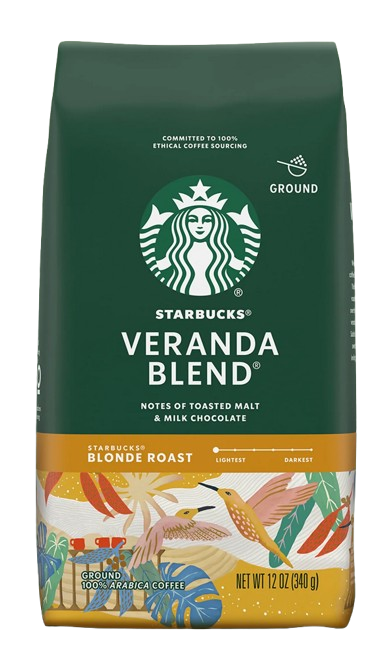 COMMITTED TO 100%
ETHICAL COFFEE SOURCING
GROUND
®
STARBUCKS®
VERANDA
BLEND®
NOTES OF TOASTED MALT
& MILK CHOCOLATE
STARBUCKS®
BLONDE ROAST
LIGHTEST
DARKEST
GROUND
100% ARABICA COFFEE
NET WT 12 OZ (340 g)